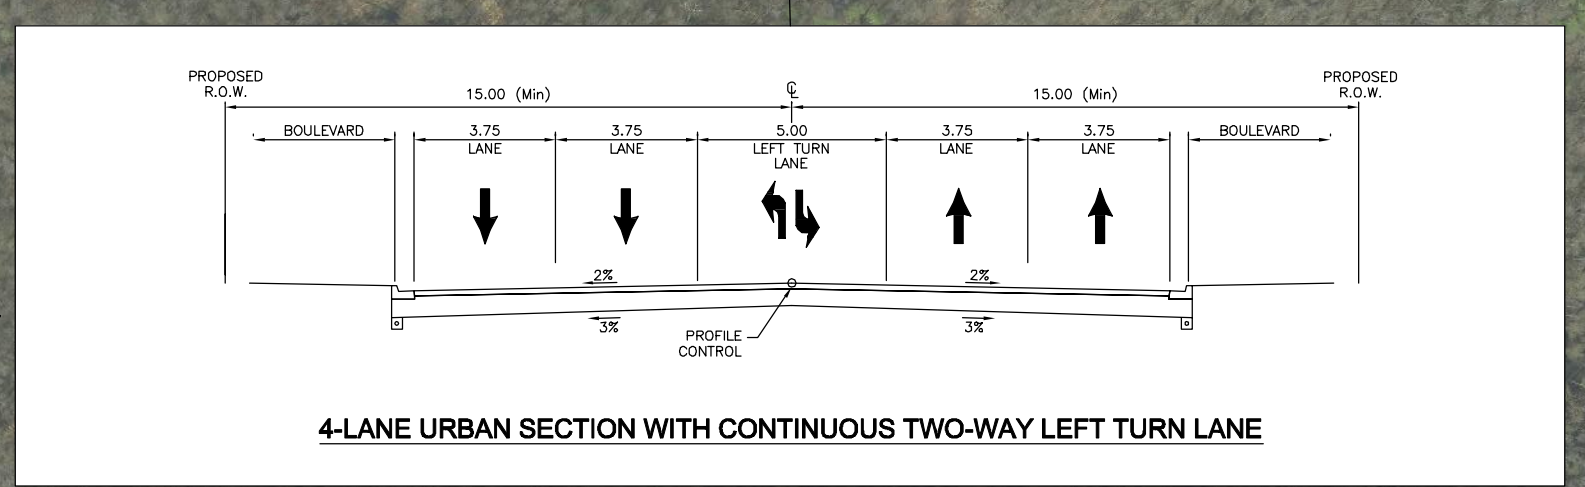 PROPOSED
R.O.W.
15.00 (Min)
℄
15.00 (Min)
PROPOSED
R.O.W.
BOULEVARD
3.75
LANE
3.75
LANE
5.00
LEFT TURN
LANE
3.75
LANE
3.75
LANE
BOULEVARD
2%
2%
3%
3%
PROFILE
CONTROL
4-LANE URBAN SECTION WITH CONTINUOUS TWO-WAY LEFT TURN LANE